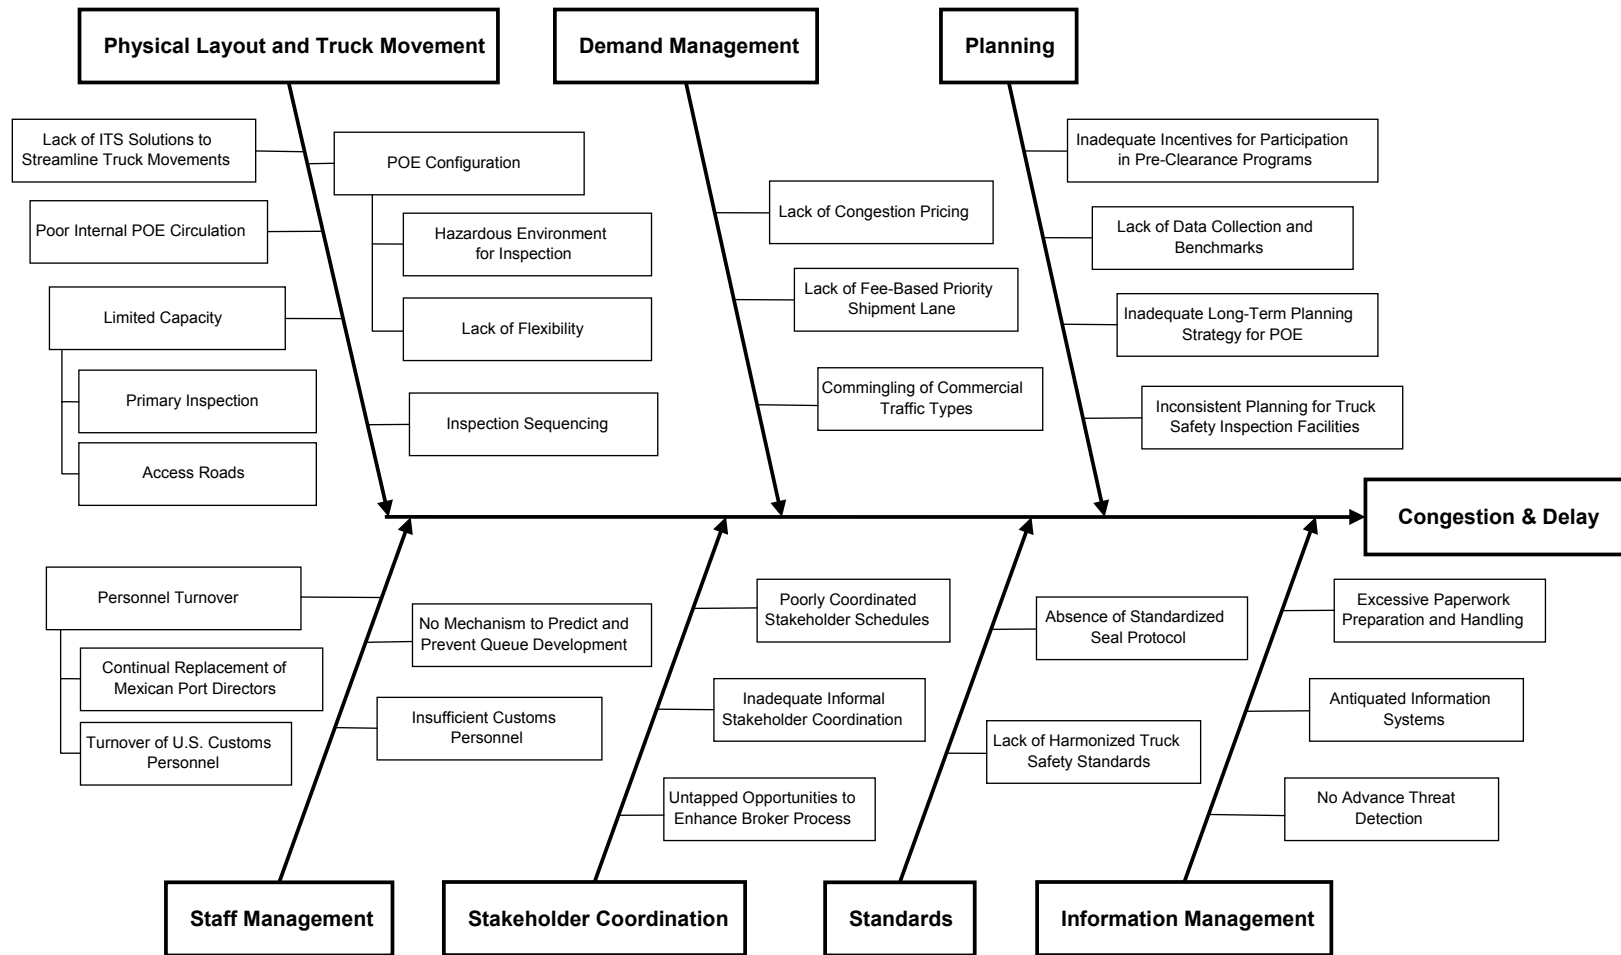 Physical Layout and Truck Movement
Demand Management
Planning
Lack of ITS Solutions to
Streamline Truck Movements
POE Configuration
Poor Internal POE Circulation
Hazardous Environment
for Inspection
Limited Capacity
Lack of Flexibility
Primary Inspection
Inspection Sequencing
Access Roads
Lack of Congestion Pricing
Lack of Fee-Based Priority
Shipment Lane
Commingling of Commercial
Traffic Types
Inadequate Incentives for Participation
in Pre-Clearance Programs
Lack of Data Collection and
Benchmarks
Inadequate Long-Term Planning
Strategy for POE
Inconsistent Planning for Truck
Safety Inspection Facilities
Congestion & Delay
Personnel Turnover
Continual Replacement of
Mexican Port Directors
Turnover of U.S. Customs
Personnel
No Mechanism to Predict and
Prevent Queue Development
Insufficient Customs
Personnel
Poorly Coordinated
Stakeholder Schedules
Inadequate Informal
Stakeholder Coordination
Untapped Opportunities to
Enhance Broker Process
Absence of Standardized
Seal Protocol
Lack of Harmonized Truck
Safety Standards
Excessive Paperwork
Preparation and Handling
Antiquated Information
Systems
No Advance Threat
Detection
Staff Management
Stakeholder Coordination
Standards
Information Management